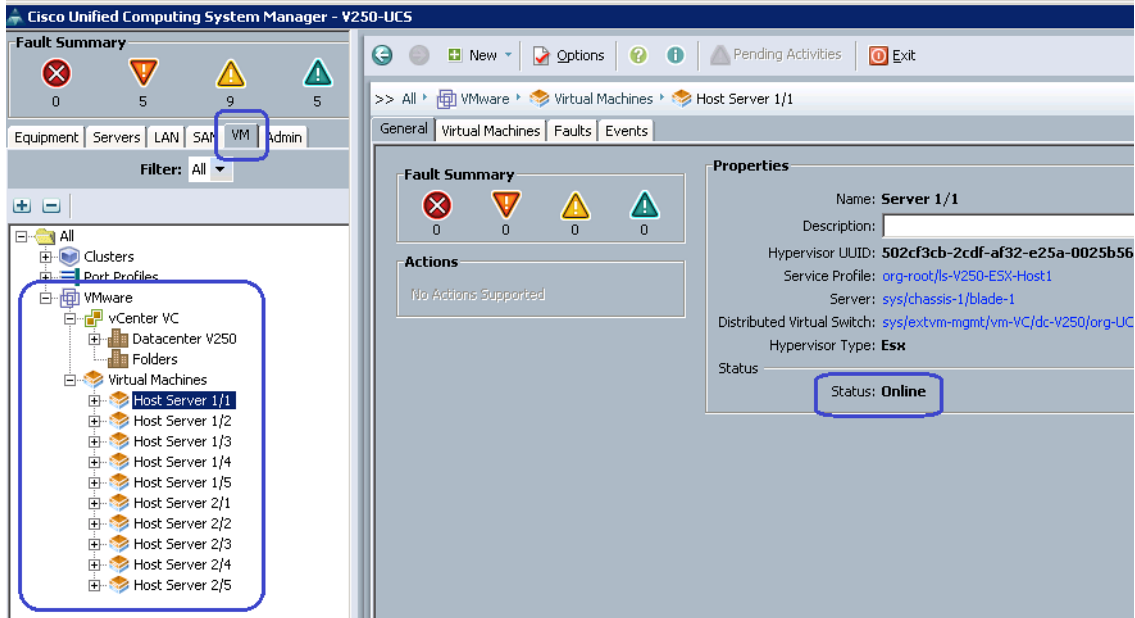 Cisco Unified Computing System Manager - V250-UCS
Fault Summary
0 5 9 5
Equipment Servers LAN SAN VM Admin
Filter: All
All
Clusters
Port Profiles
VMware
vCenter VC
Datacenter V250
Folders
Virtual Machines
Host Server 1/1
Host Server 1/2
Host Server 1/3
Host Server 1/4
Host Server 1/5
Host Server 2/1
Host Server 2/2
Host Server 2/3
Host Server 2/4
Host Server 2/5
New Options Pending Activities Exit
>> All VMware Virtual Machines Host Server 1/1
General Virtual Machines Faults Events
Fault Summary
0 0 0 0
Actions
No Actions Supported
Properties
Name: Server 1/1
Description:
Hypervisor UUID: 502cf3cb-2cdf-af32-e25a-0025b56
Service Profile: org-root/ls-V250-ESX-Host1
Server: sys/chassis-1/blade-1
Distributed Virtual Switch: sys/extvm-mgmt/vm-VC/dc-V250/org-UC
Hypervisor Type: Esx
Status
Status: Online